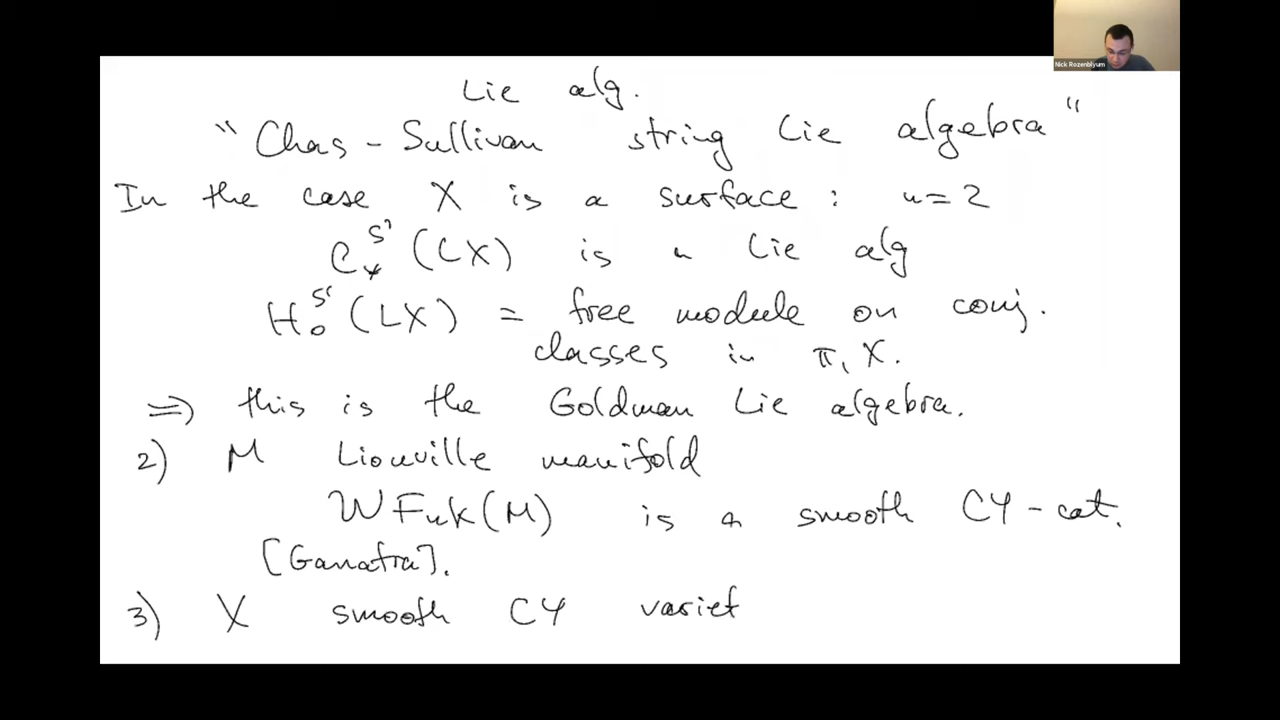 Lie alg.
"Chas - Sullivan string Lie algebra"
In the case X is a surface : n=2
C_*^{S^1} (LX) is a Lie alg
H_0^{S^1} (LX) = free module on conj.
classes in π_1 X.
⇒ this is the Goldman Lie algebra.
2) M Liouville manifold
WFuk(M) is a smooth CY-cat.
[Ganatra].
3) X smooth CY variet
Nick Rozenblyum